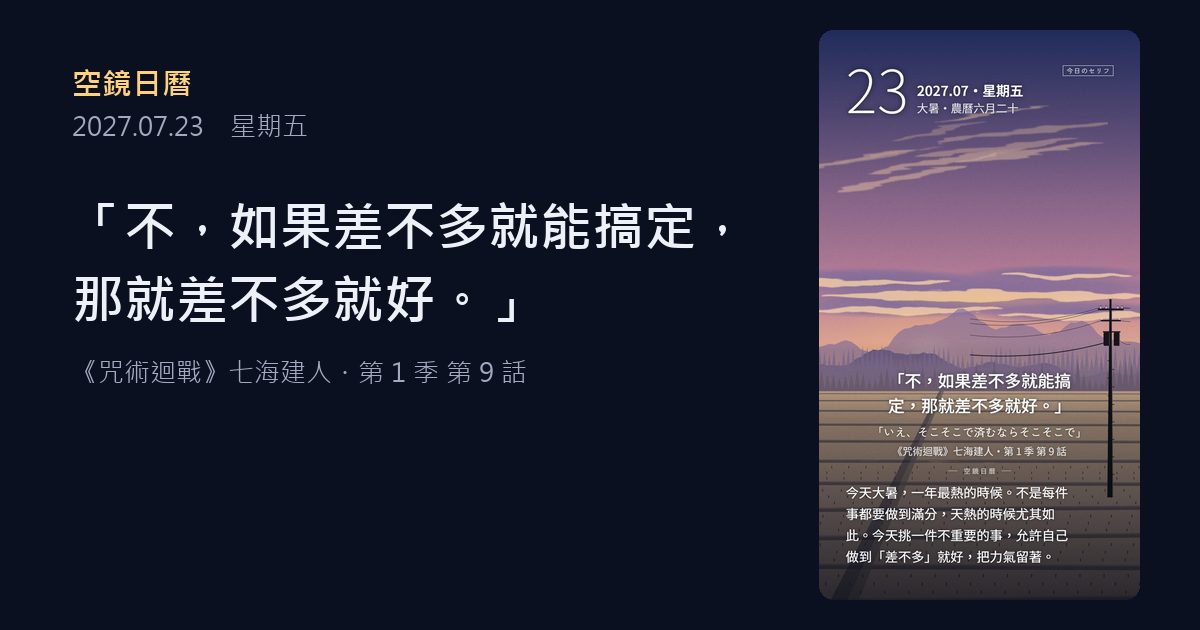 空鏡日曆
2027.07.23　星期五
「不，如果差不多就能搞定，
那就差不多就好。」
《咒術迴戰》七海建人・第 1 季 第 9 話
23
2027.07・星期五
大暑・農曆六月二十
今日のセリフ
「不，如果差不多就能搞
定，那就差不多就好。」
「いえ、そこそこで済むならそこそこで」
《咒術迴戰》七海建人・第 1 季 第 9 話
— 空鏡日曆 —
今天大暑，一年最熱的時候。不是每件
事都要做到滿分，天熱的時候尤其如
此。今天挑一件不重要的事，允許自己
做到「差不多」就好，把力氣留著。